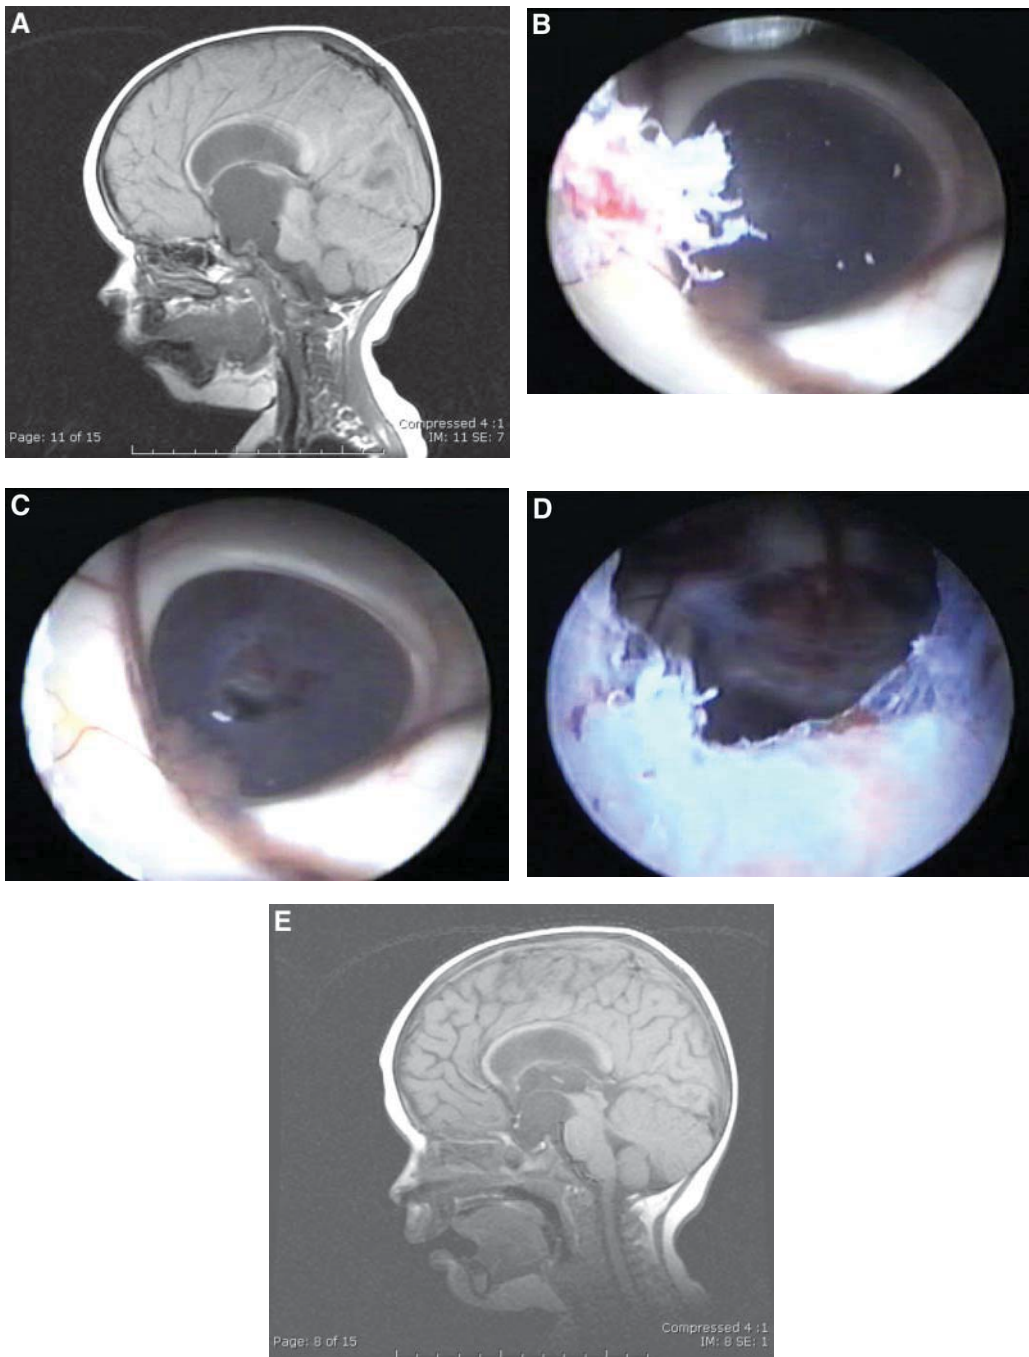 A
B
Page: 11 of 15
Compressed 4 :1
IM: 11 SE: 7
C
D
E
Page: 8 of 15
Compressed 4 :1
IM: 8 SE: 1